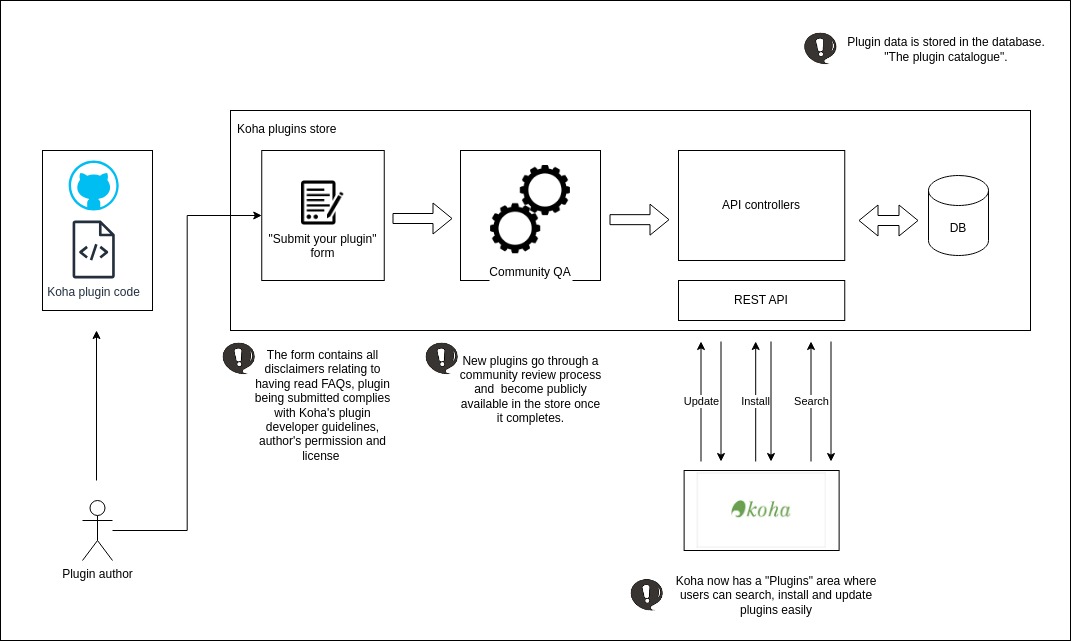 Plugin data is stored in the database.
"The plugin catalogue".
Koha plugins store
Koha plugin code
"Submit your plugin"
form
Community QA
API controllers
DB
REST API
The form contains all
disclaimers relating to
having read FAQs, plugin
being submitted complies
with Koha's plugin
developer guidelines,
author's permission and
license
New plugins go through a
community review process
and become publicly
available in the store once
it completes.
Update
Install
Search
koha
Plugin author
Koha now has a "Plugins" area where
users can search, install and update
plugins easily